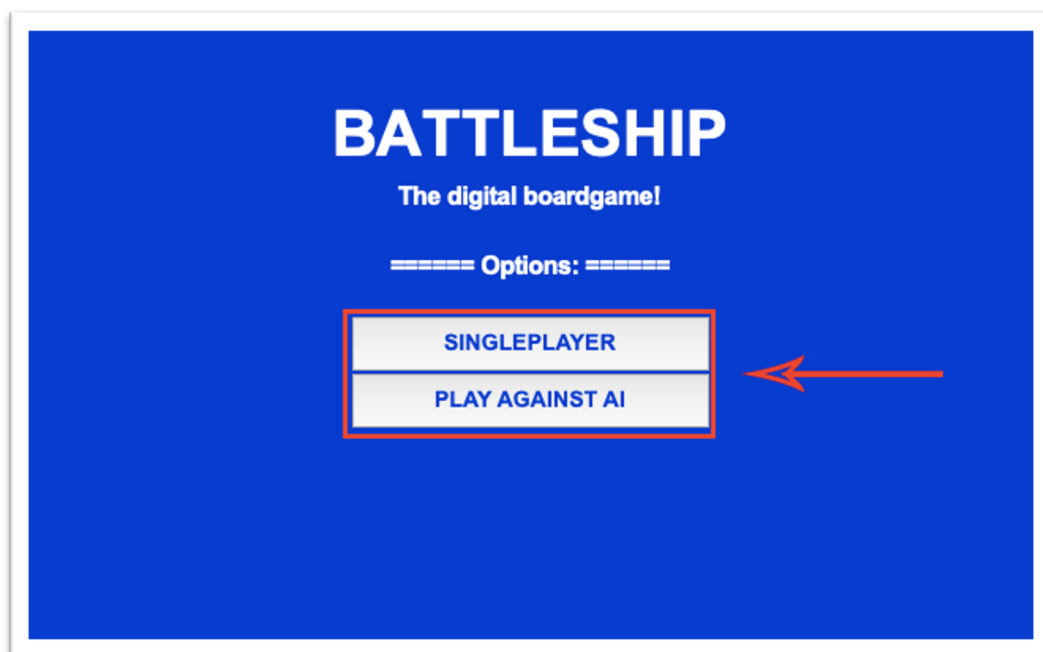 BATTLESHIP
The digital boardgame!
====== Options: ======
SINGLEPLAYER
PLAY AGAINST AI